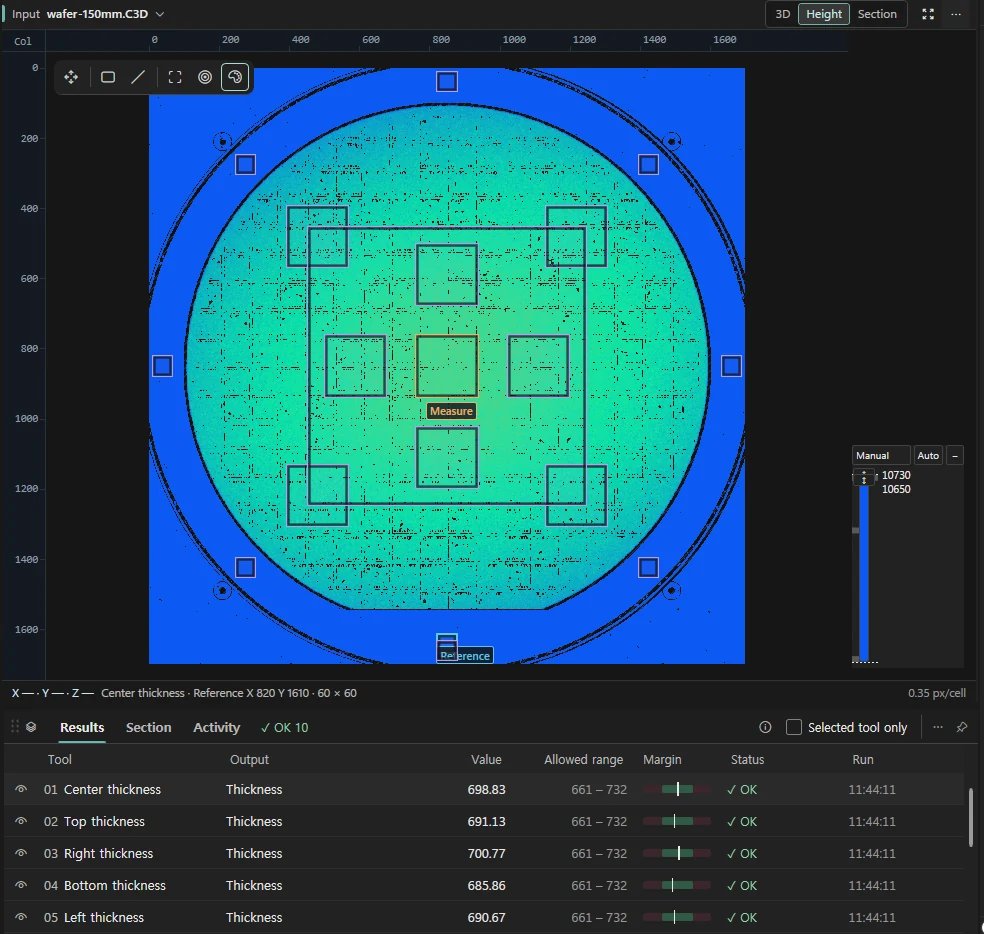 Input wafer-150mm.C3D
3D Height Section ...
Col 0 200 400 600 800 1000 1200 1400 1600
0
200
400
600
800
1000
1200
1400
1600
Measure
Reference
Manual Auto –
10730
10650
X — · Y — · Z — Center thickness · Reference X 820 Y 1610 · 60 × 60 0.35 px/cell
Results Section Activity ✓ OK 10 Selected tool only ...
Tool Output Value Allowed range Margin Status Run
01 Center thickness Thickness 698.83 661 – 732 ✓ OK 11:44:11
02 Top thickness Thickness 691.13 661 – 732 ✓ OK 11:44:11
03 Right thickness Thickness 700.77 661 – 732 ✓ OK 11:44:11
04 Bottom thickness Thickness 685.86 661 – 732 ✓ OK 11:44:11
05 Left thickness Thickness 690.67 661 – 732 ✓ OK 11:44:11